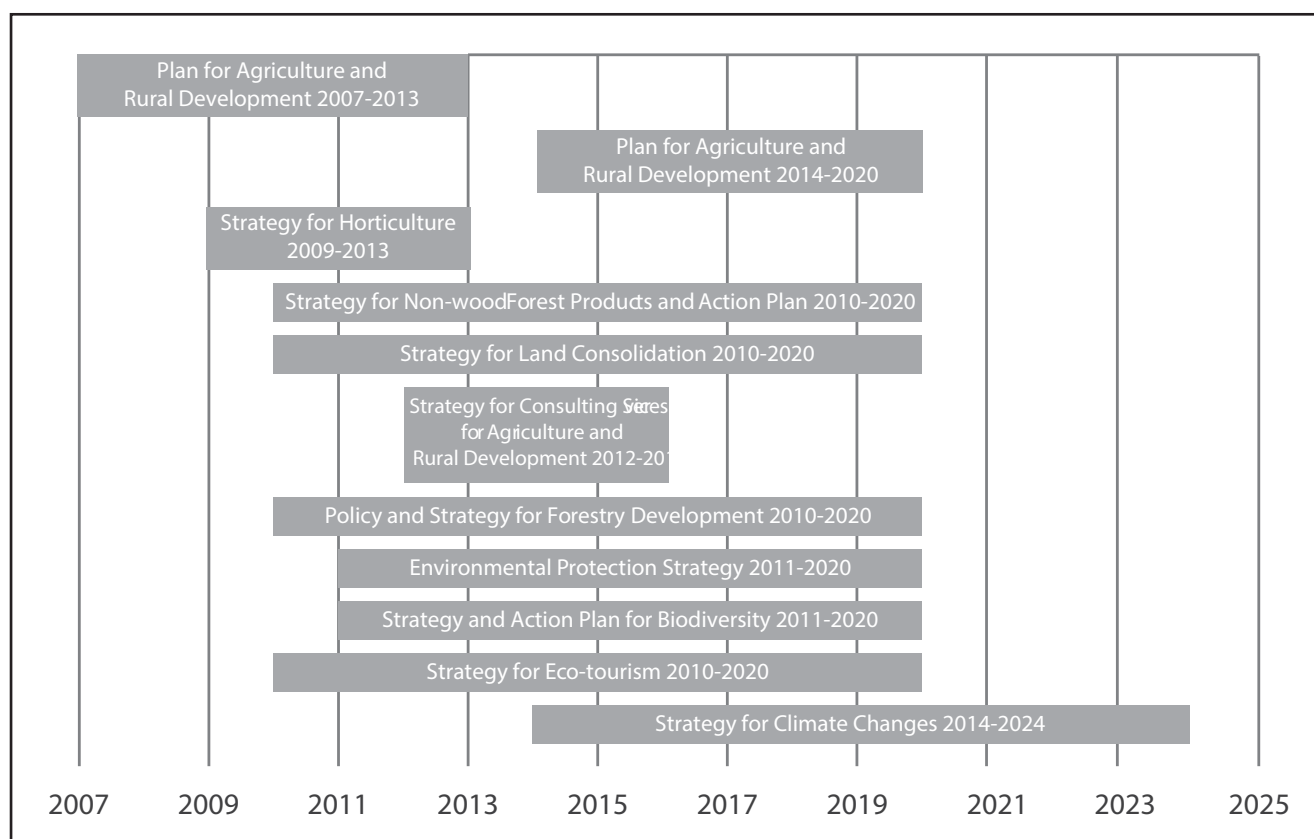 Plan for Agriculture and
Rural Development 2007-2013
Plan for Agriculture and
Rural Development 2014-2020
Strategy for Horticulture
2009-2013
Strategy for Non-woodForest Products and Action Plan 2010-2020
Strategy for Land Consolidation 2010-2020
Strategy for Consulting
for Agriculture and
Rural Development 2012-201
Policy and Strategy for Forestry Development 2010-2020
Environmental Protection Strategy 2011-2020
Strategy and Action Plan for Biodiversity 2011-2020
Strategy for Eco-tourism 2010-2020
Strategy for Climate Changes 2014-2024
2007 2009 2011 2013 2015 2017 2019 2021 2023 2025